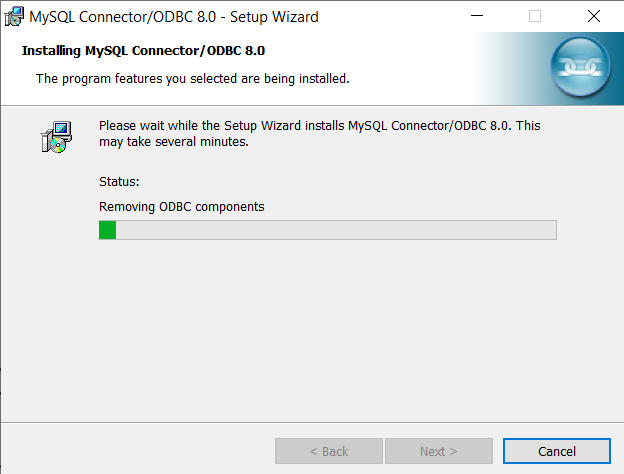 MySQL Connector/ODBC 8.0 - Setup Wizard
Installing MySQL Connector/ODBC 8.0
The program features you selected are being installed.
Please wait while the Setup Wizard installs MySQL Connector/ODBC 8.0. This
may take several minutes.
Status:
Removing ODBC components
< Back
Next >
Cancel